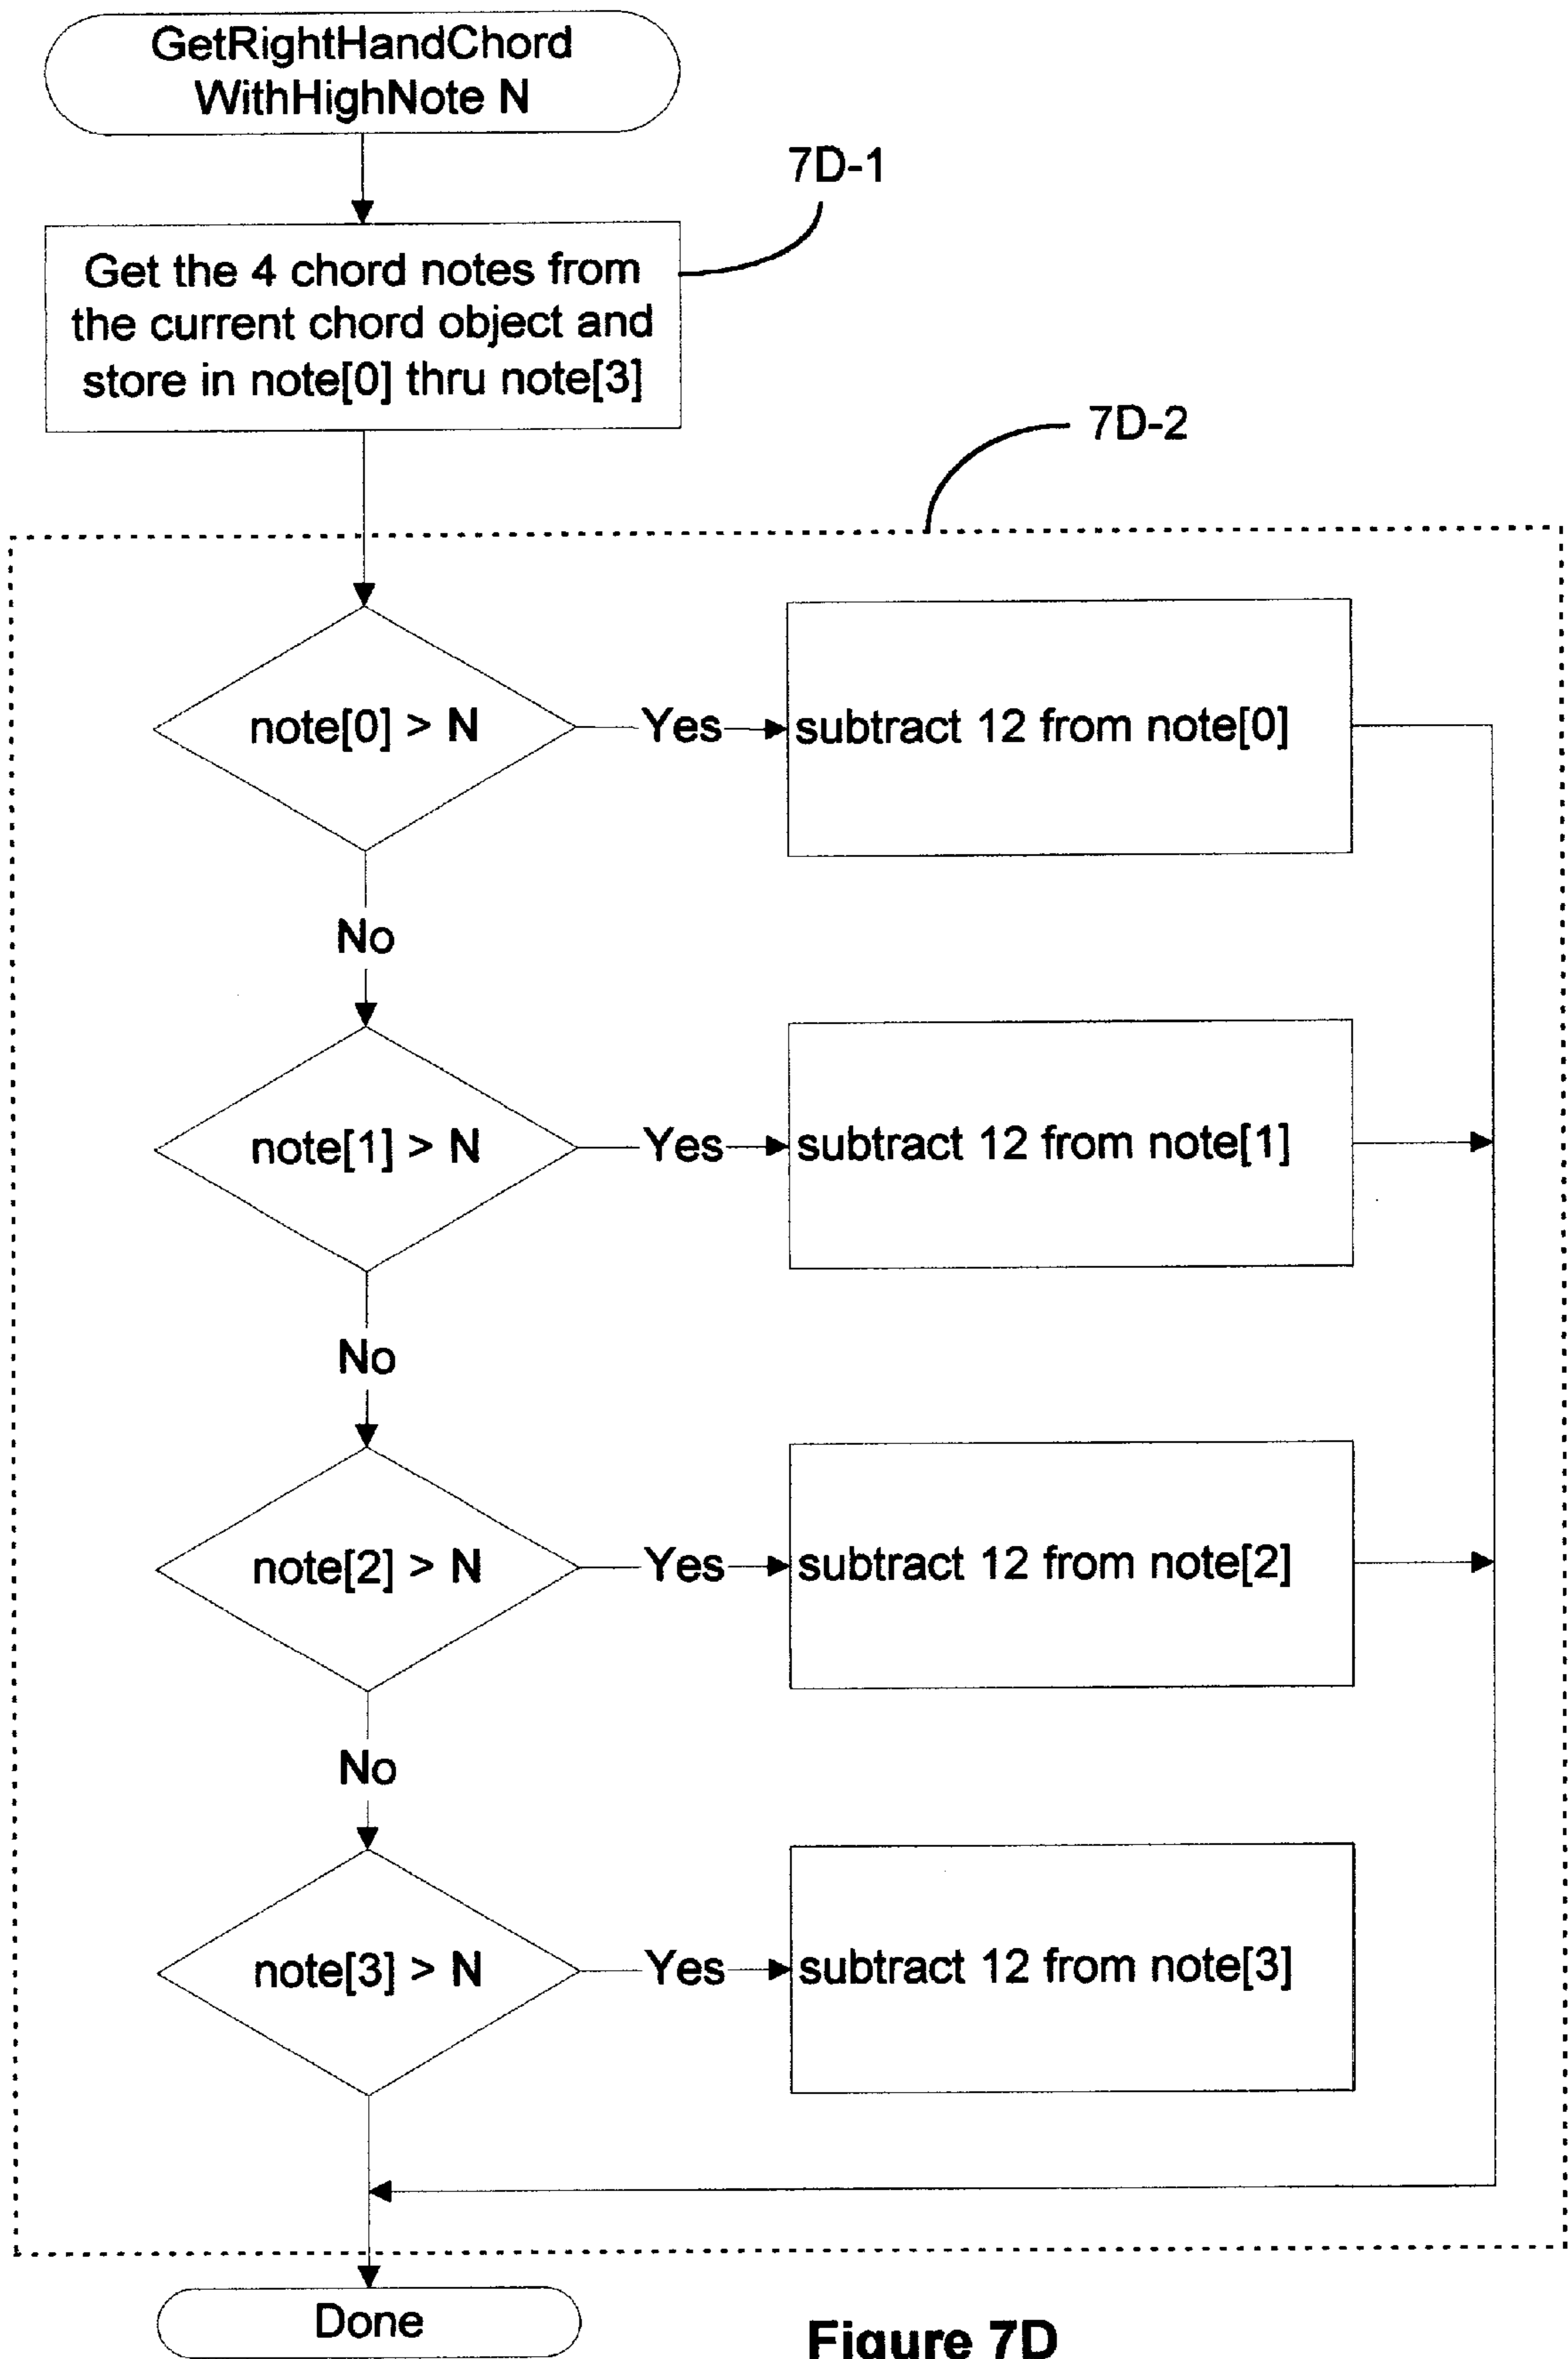 GetRightHandChord
WithHighNote N
7D-1
Get the 4 chord notes from
the current chord object and
store in note[0] thru note[3]
7D-2
note[0] > N
Yes
subtract 12 from note[0]
No
note[1] > N
Yes
subtract 12 from note[1]
No
note[2] > N
Yes
subtract 12 from note[2]
No
note[3] > N
Yes
subtract 12 from note[3]
Done
Figure 7D